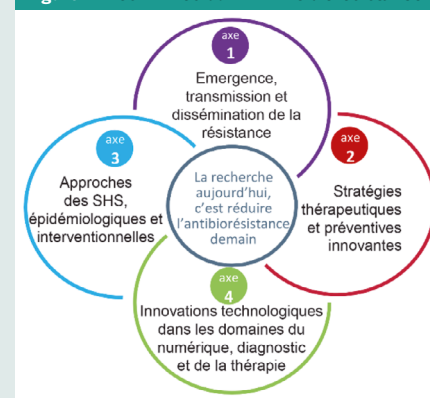 axe
1
Emergence,
transmission et
dissémination de la
résistance
axe
2
Stratégies
thérapeutiques
et préventives
innovantes
axe
3
Approches
des SHS,
épidémiologiques et
interventionnelles
La recherche
aujourd'hui,
c'est réduire
l'antibiorésistance
demain
axe
4
Innovations technologiques
dans les domaines du
numérique, diagnostic
et de la thérapie